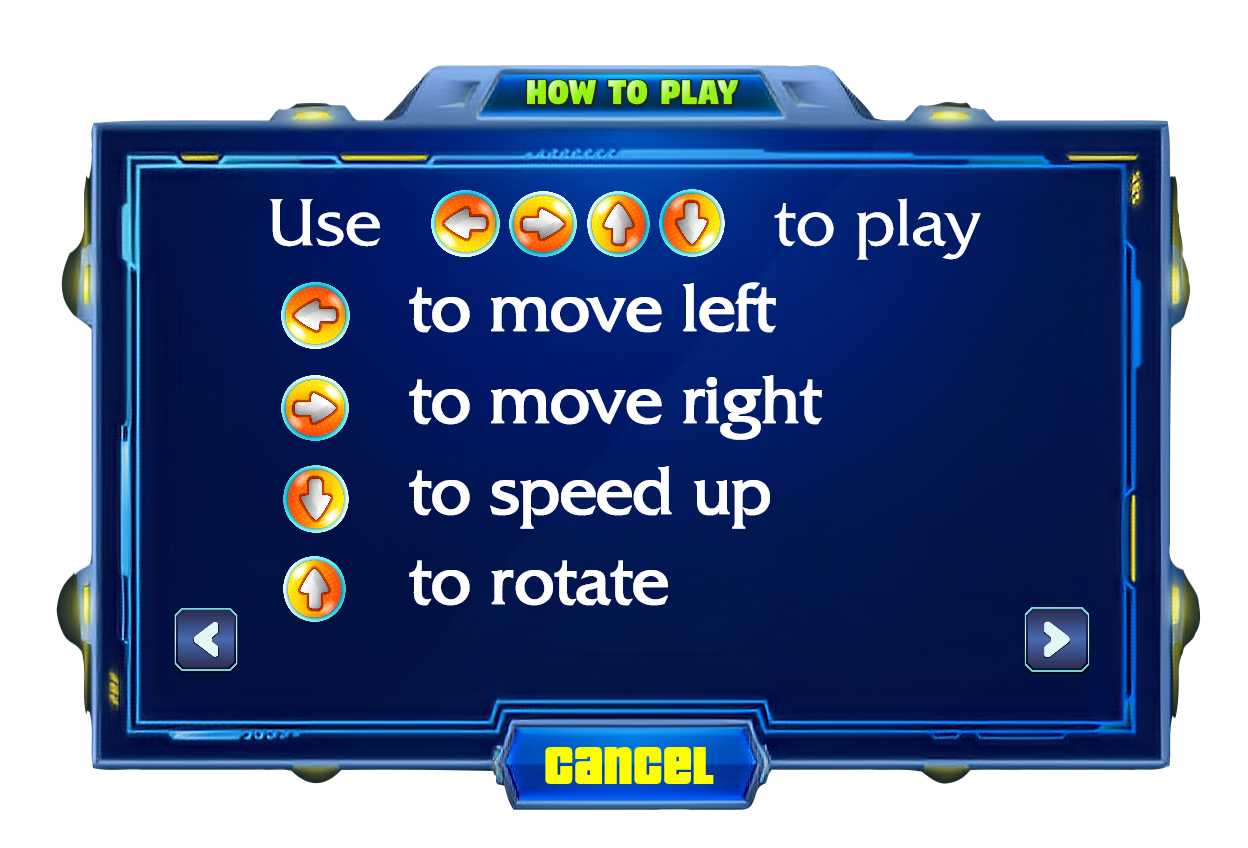 HOW TO PLAY
Use to play
to move left
to move right
to speed up
to rotate
CANCEL